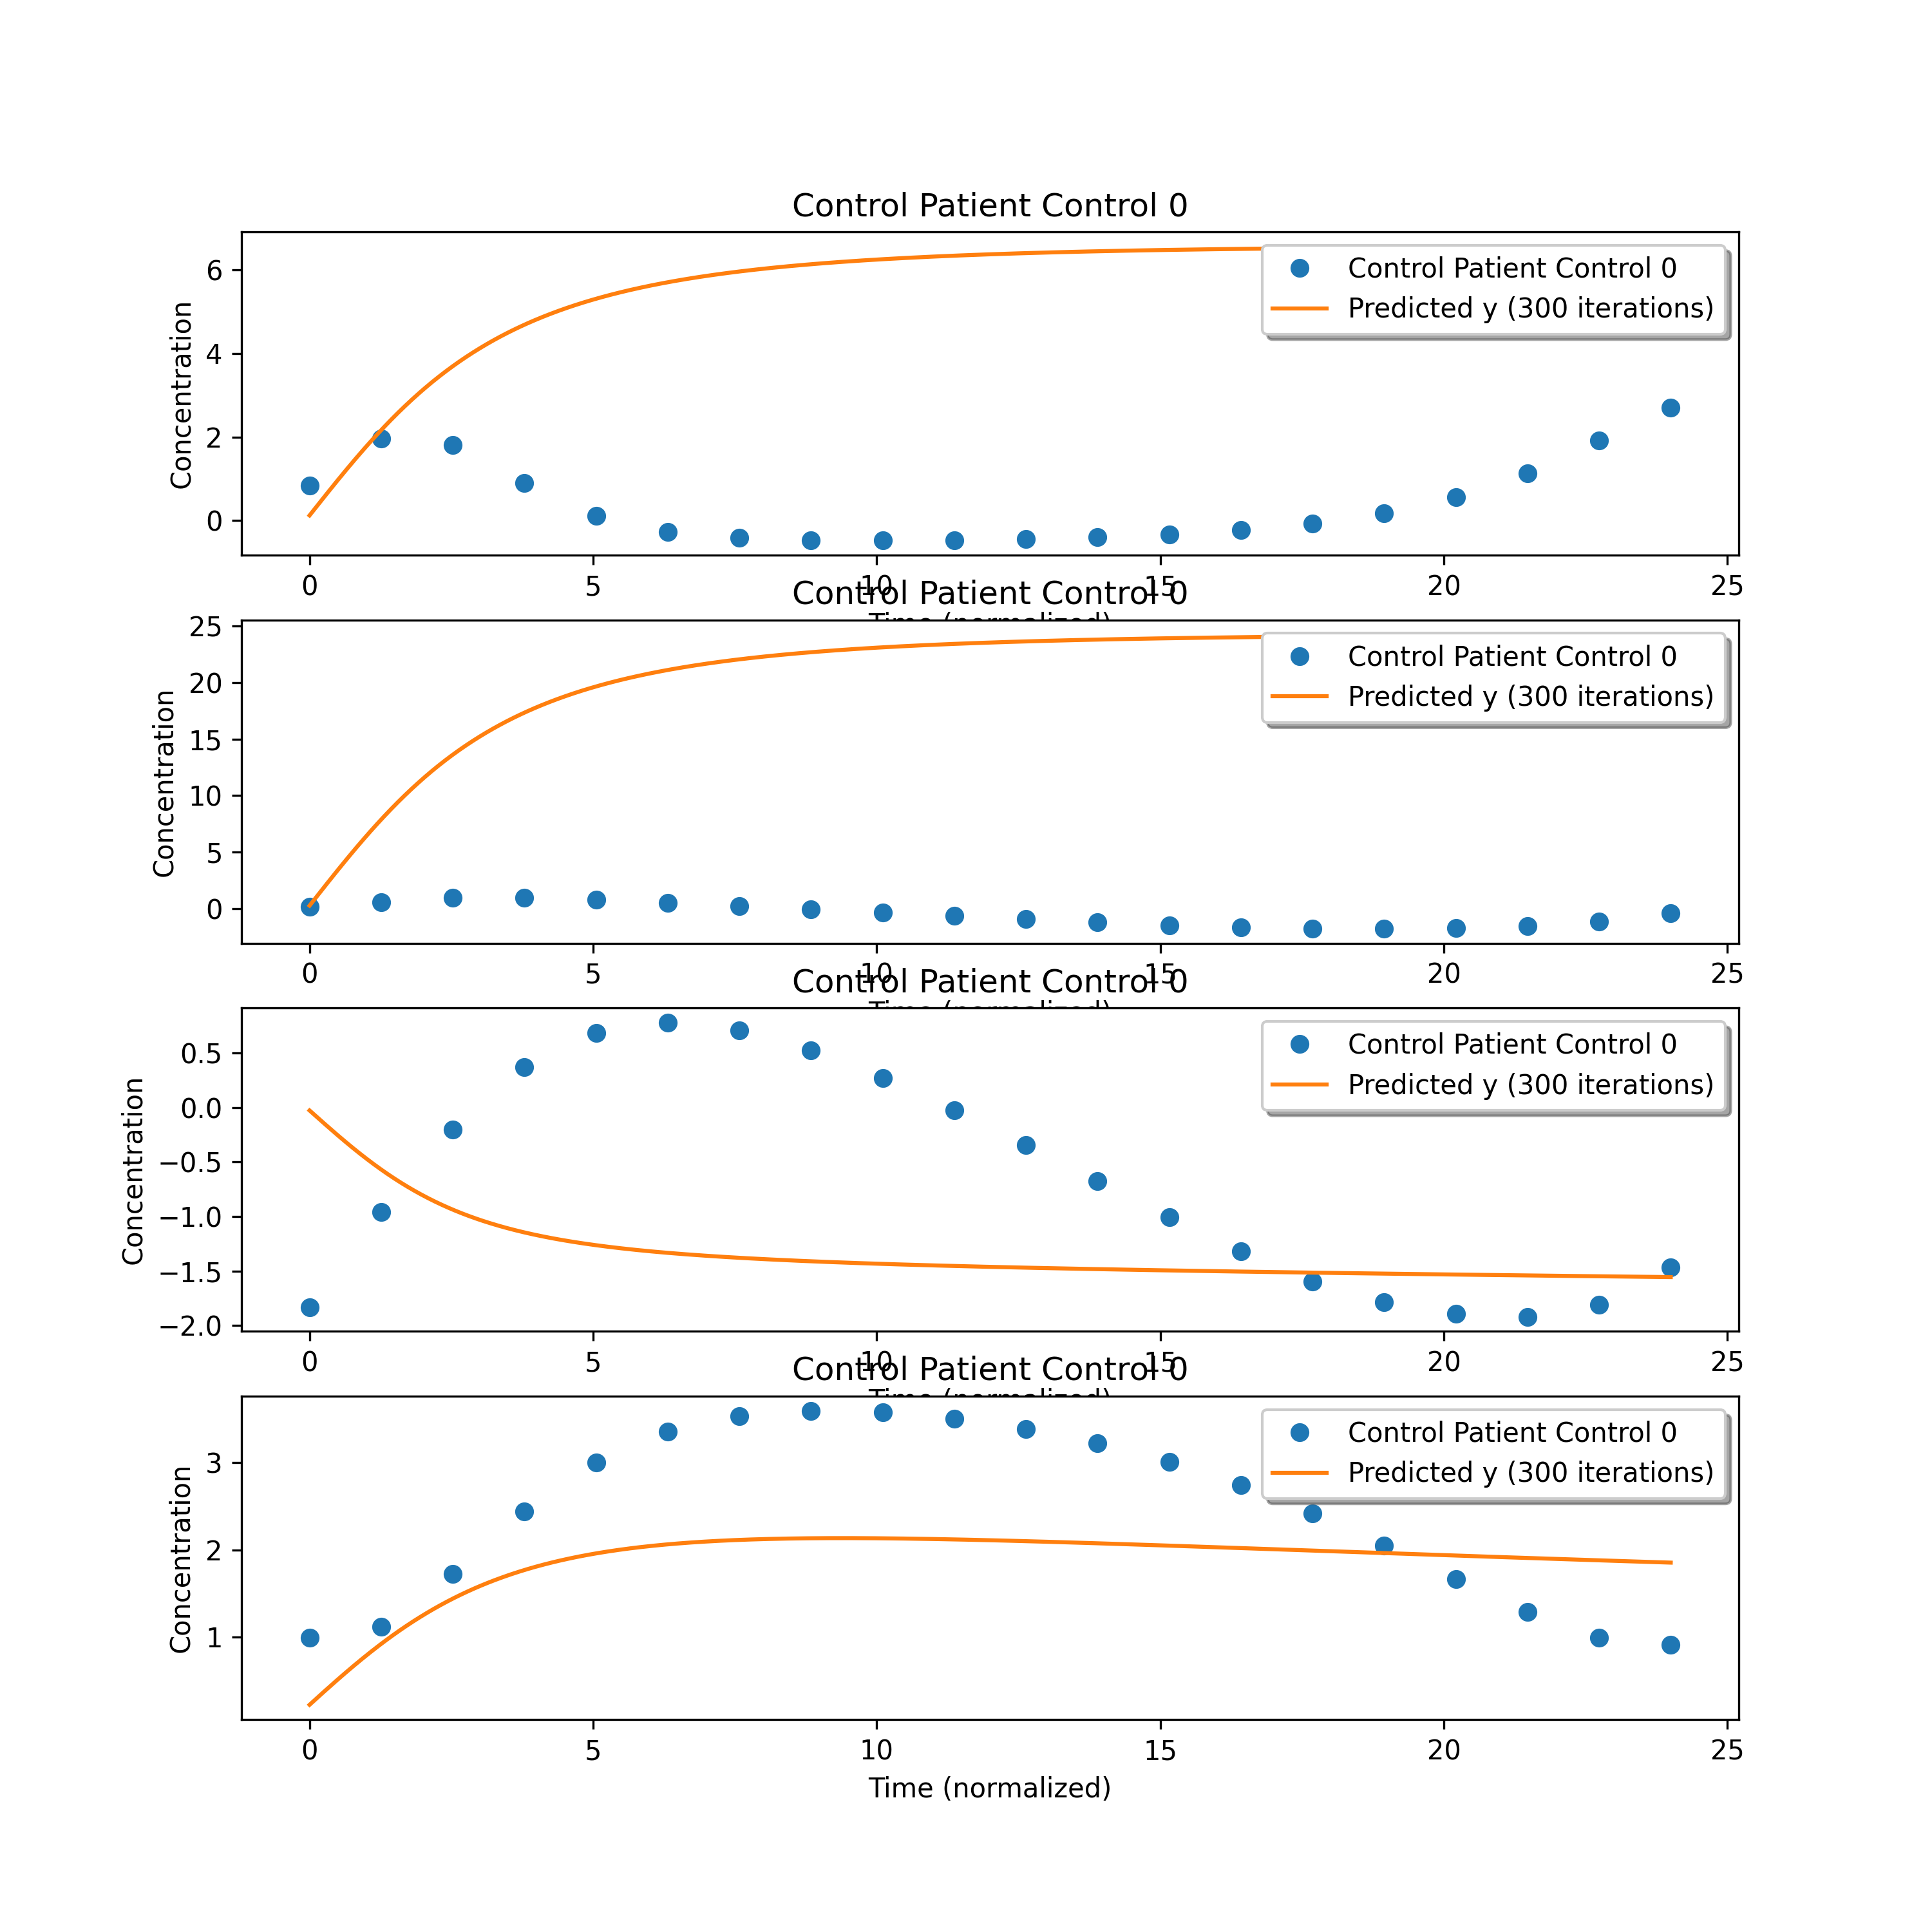 Control Patient Control 0
Concentration
6
4
2
0
Control Patient Control 0
Predicted y (300 iterations)
0 5 10 15 20 25
Control Patient Control 0
Concentration
25
20
15
10
5
0
Control Patient Control 0
Predicted y (300 iterations)
0 5 10 15 20 25
Control Patient Control 0
Concentration
0.5
0.0
−0.5
−1.0
−1.5
−2.0
Control Patient Control 0
Predicted y (300 iterations)
0 5 10 15 20 25
Control Patient Control 0
Concentration
3
2
1
Control Patient Control 0
Predicted y (300 iterations)
0 5 10 15 20 25
Time (normalized)